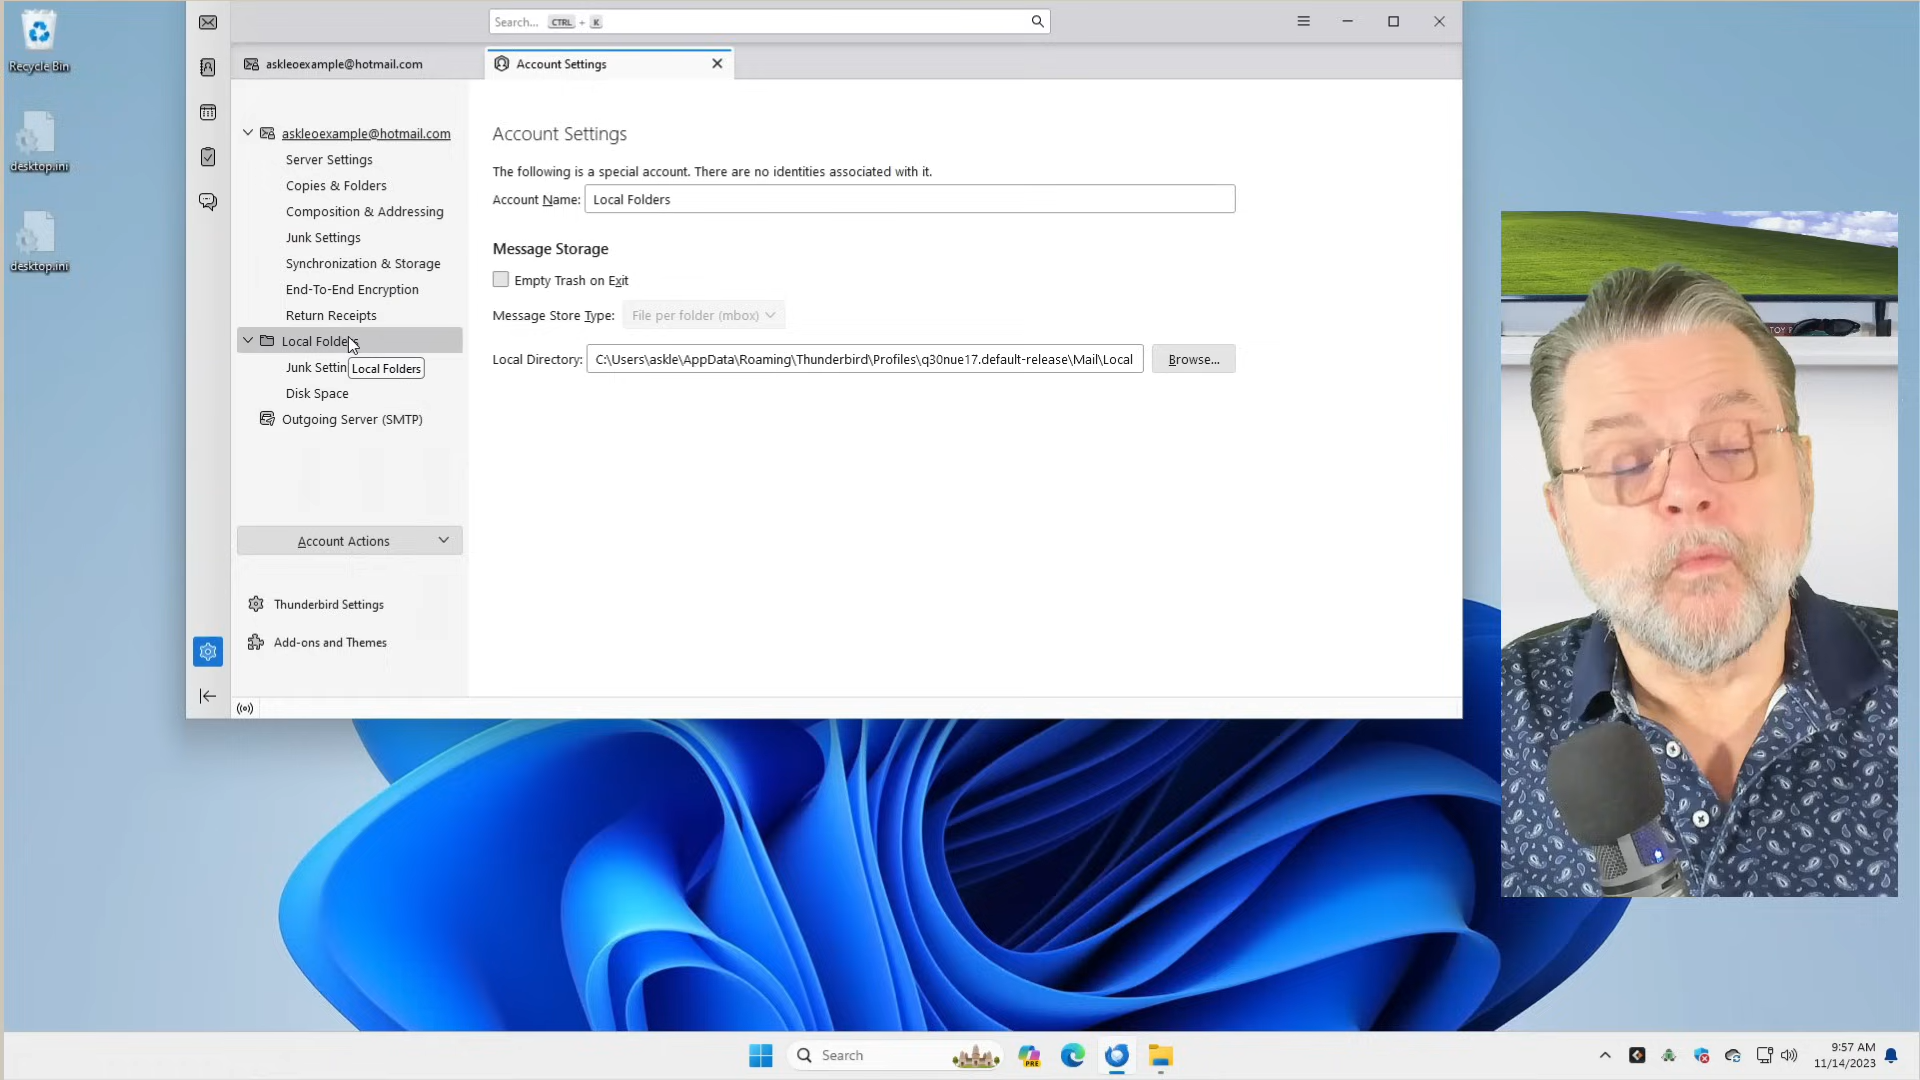 Recycle Bin
desktop.ini
desktop.ini
Search... CTRL + K
askleoexample@hotmail.com
Account Settings
askleoexample@hotmail.com
Server Settings
Copies & Folders
Composition & Addressing
Junk Settings
Synchronization & Storage
End-To-End Encryption
Return Receipts
Local Folders
Junk Settin
Local Folders
Disk Space
Outgoing Server (SMTP)
Account Actions
Thunderbird Settings
Add-ons and Themes
Account Settings
The following is a special account. There are no identities associated with it.
Account Name: Local Folders
Message Storage
Empty Trash on Exit
Message Store Type: File per folder (mbox)
Local Directory: C:\Users\askle\AppData\Roaming\Thunderbird\Profiles\q30nue17.default-release\Mail\Local
Browse...
Search
PRE
9:57 AM
11/14/2023